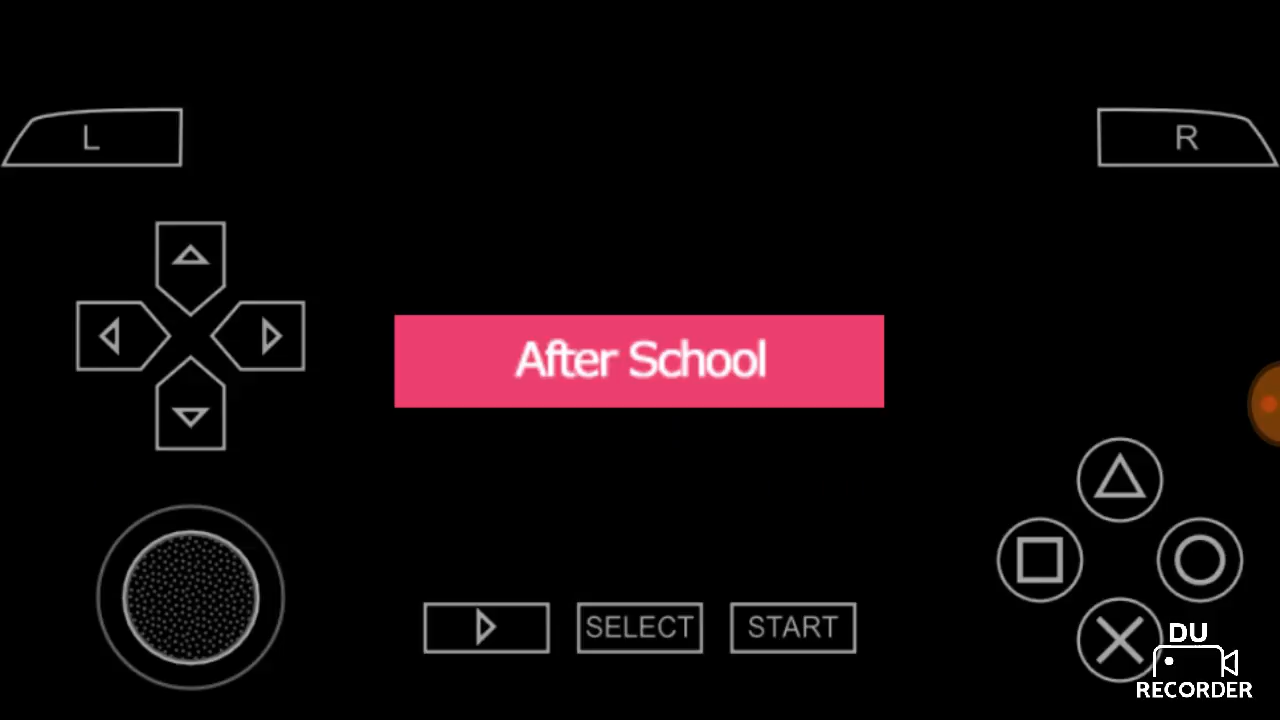 L
R
After School
SELECT
START
DU
RECORDER